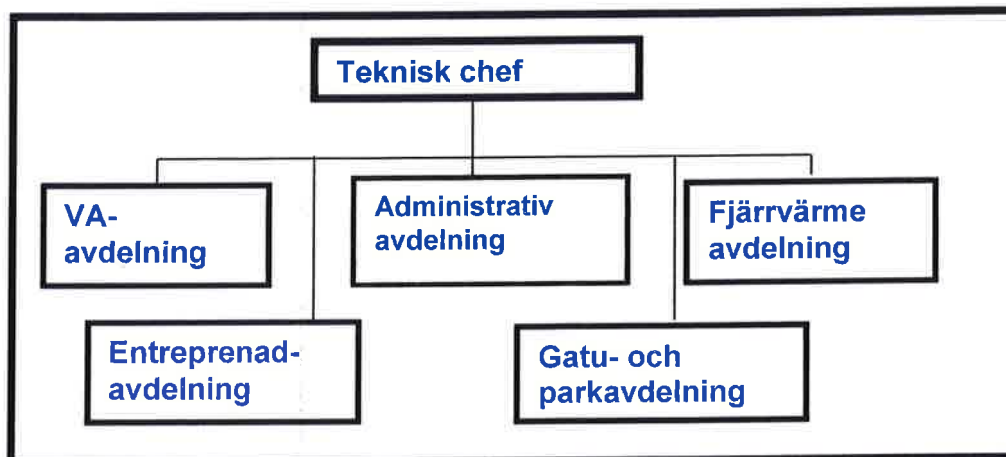 Teknisk chef
VA-
avdelning
Administrativ
avdelning
Fjärrvärme
avdelning
Entreprenad-
avdelning
Gatu- och
parkavdelning